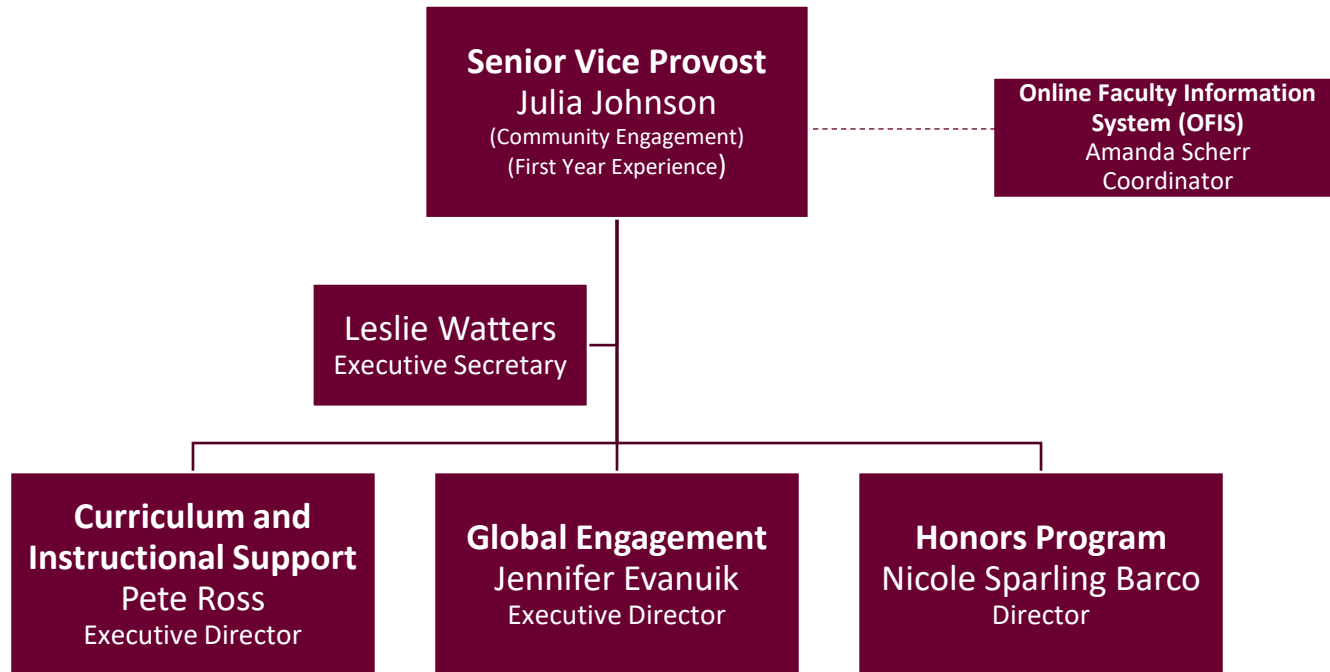 Senior Vice Provost
Julia Johnson
(Community Engagement)
(First Year Experience)
Online Faculty Information
System (OFIS)
Amanda Scherr
Coordinator
Leslie Watters
Executive Secretary
Curriculum and
Instructional Support
Pete Ross
Executive Director
Global Engagement
Jennifer Evanuik
Executive Director
Honors Program
Nicole Sparling Barco
Director